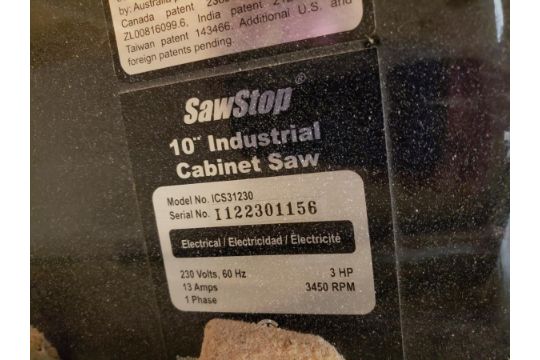 by: Australia
Canada patent
ZL00816099.6, India patent
Taiwan patent 143466. Additional U.S. and
foreign patents pending.
SawStop®
10" Industrial
Cabinet Saw
Model No. ICS31230
Serial No. I122301156
Electrical / Electricidad / Électricité
230 Volts, 60 Hz 3 HP
13 Amps 3450 RPM
1 Phase